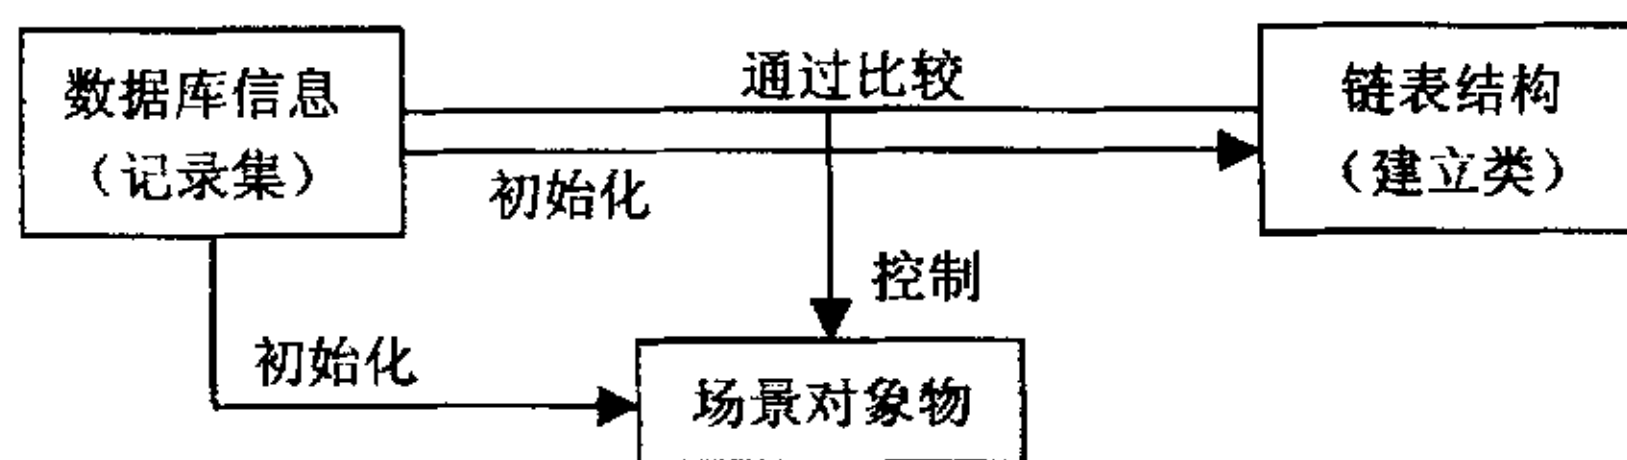 数据库信息
（记录集）
通过比较
初始化
链表结构
（建立类）
控制
初始化
场景对象物